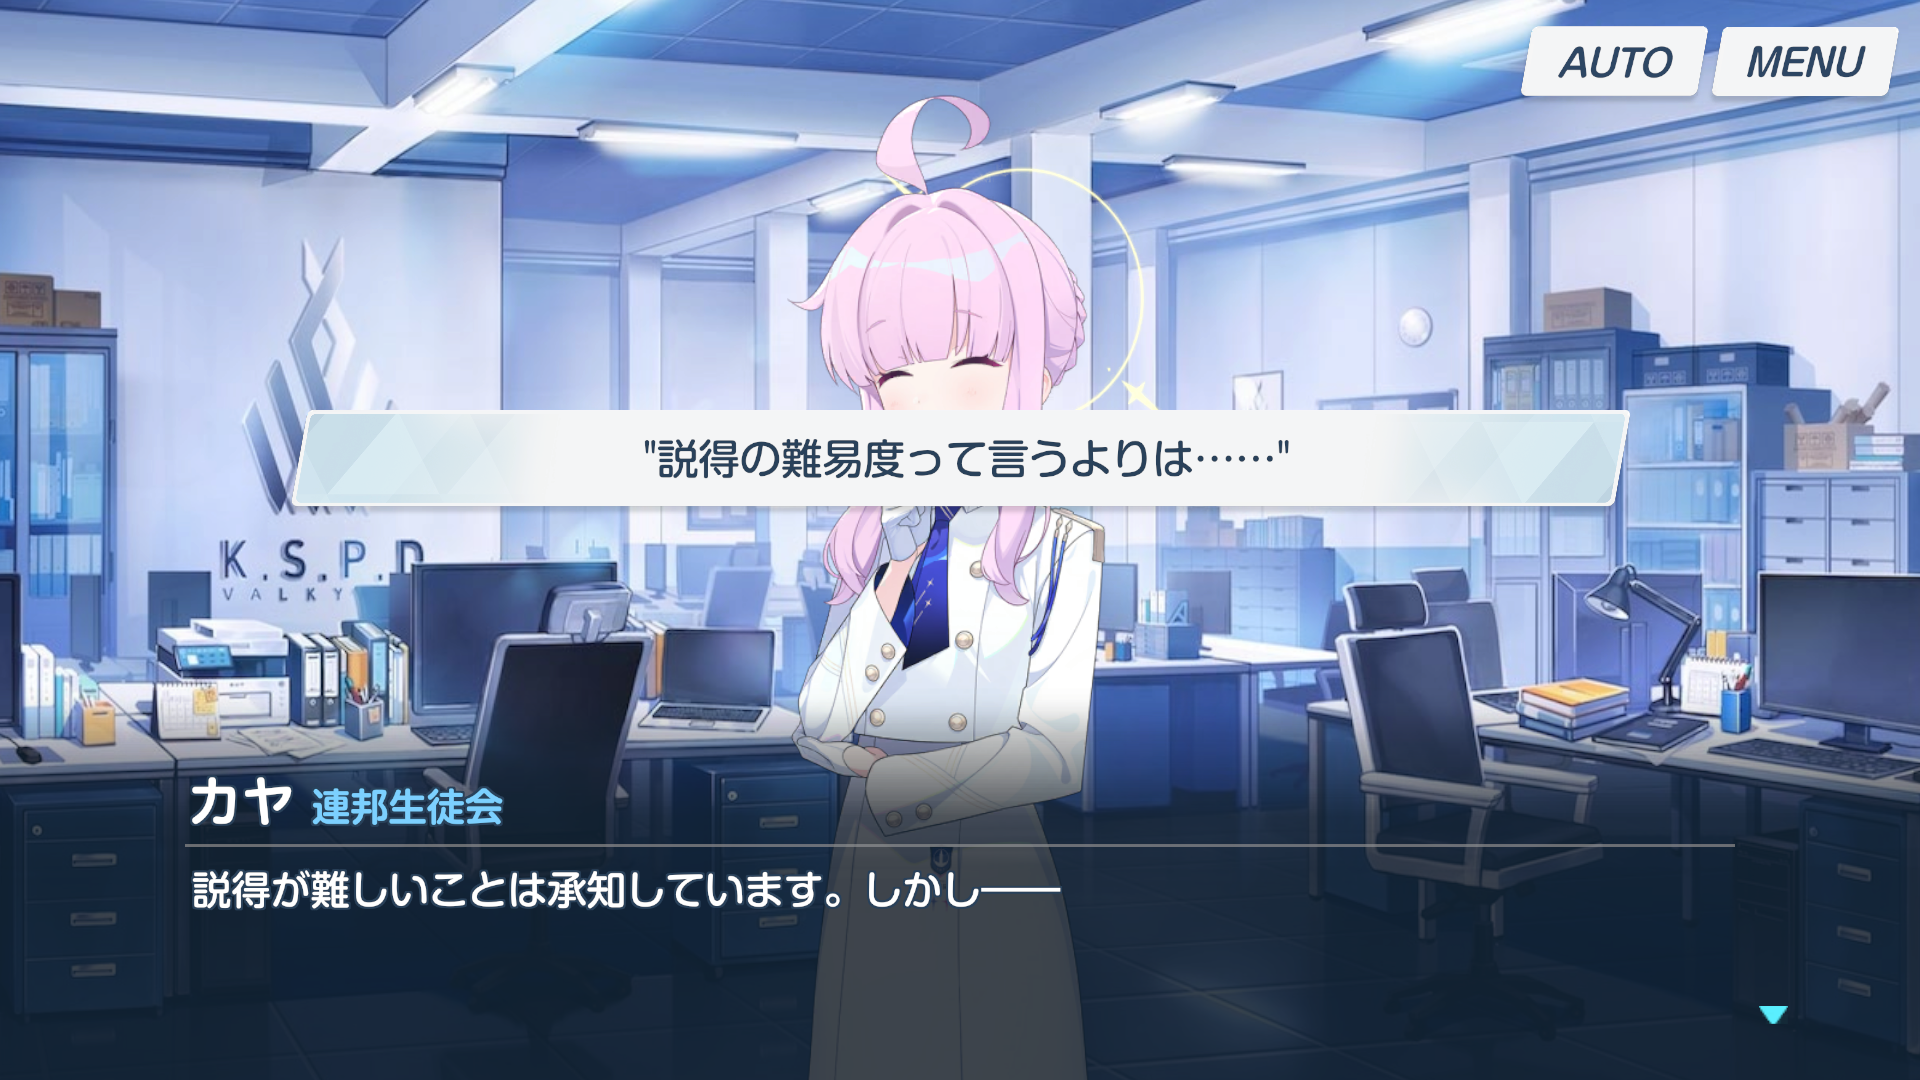 AUTO
MENU
"説得の難易度って言うよりは……"
K.S.P.D
VALKY
カヤ 連邦生徒会
説得が難しいことは承知しています。しかし――